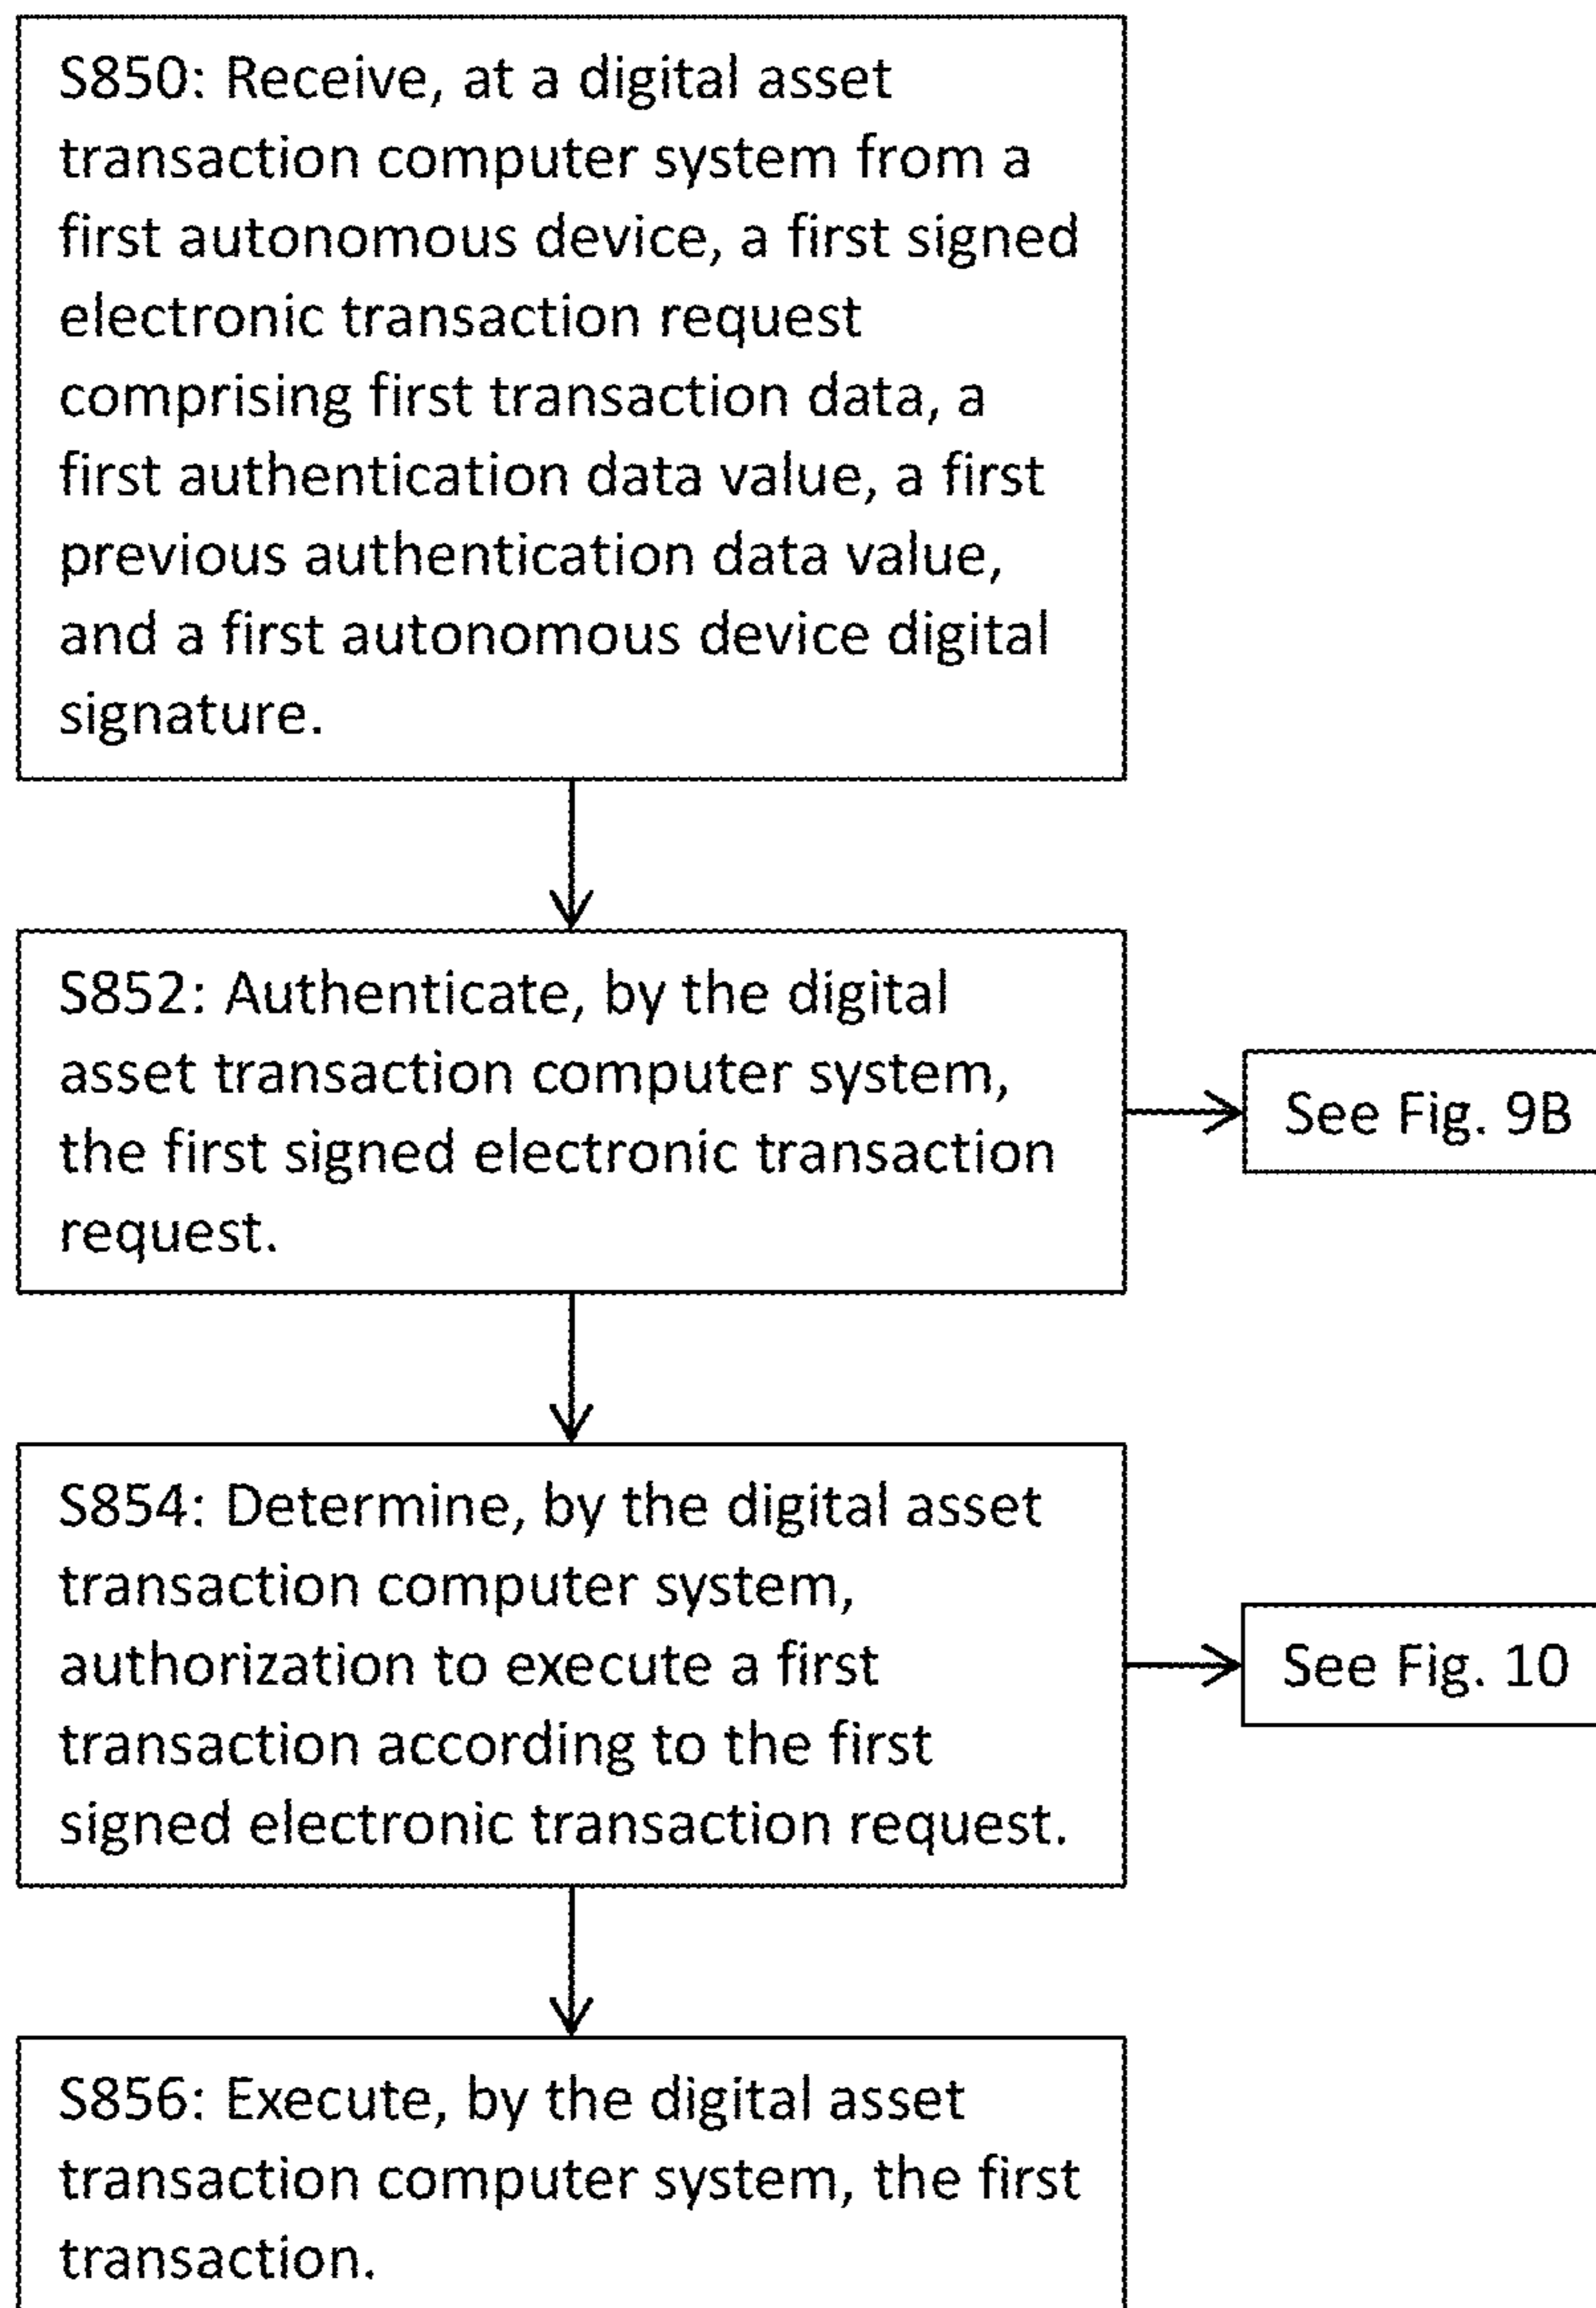 S850: Receive, at a digital asset
transaction computer system from a
first autonomous device, a first signed
electronic transaction request
comprising first transaction data, a
first authentication data value, a first
previous authentication data value,
and a first autonomous device digital
signature.
S852: Authenticate, by the digital
asset transaction computer system,
the first signed electronic transaction
request.
See Fig. 9B
S854: Determine, by the digital asset
transaction computer system,
authorization to execute a first
transaction according to the first
signed electronic transaction request.
See Fig. 10
S856: Execute, by the digital asset
transaction computer system, the first
transaction.